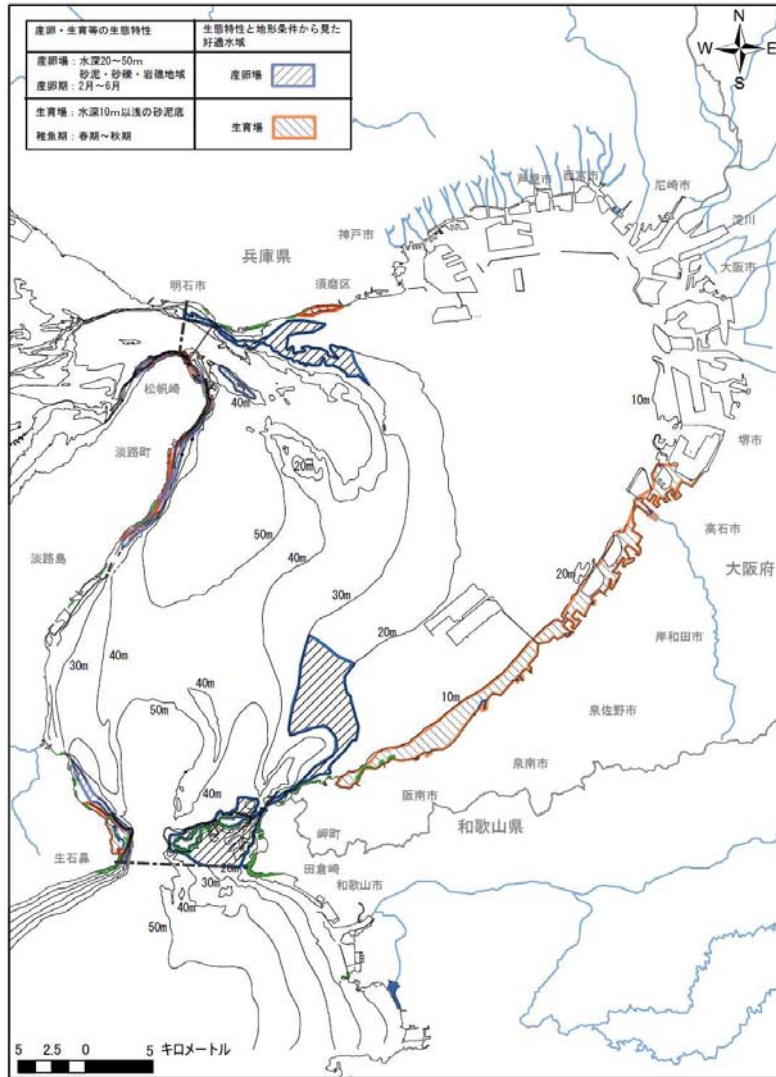 産卵・生育等の生態特性
生態特性と地形条件から見た
好適水域
産卵場：水深20～50m
砂泥・砂礫・岩礁地域
産卵期：2月～6月
産卵場
生育場：水深10m以浅の砂泥底
稚魚期：春期～秋期
生育場
N
W
E
S
芦屋市
西宮市
尼崎市
神戸市
淀川
兵庫県
大阪市
明石市
須磨区
松帆崎
40m
10m
淡路町
20m
堺市
50m
高石市
淡路島
40m
20m
大阪府
30m
20m
岸和田市
30m
40m
40m
10m
泉佐野市
50m
泉南市
40m
阪南市
岬町
和歌山県
生石鼻
20m
田倉崎
30m
和歌山市
40m
50m
5
2.5
0
5
キロメートル